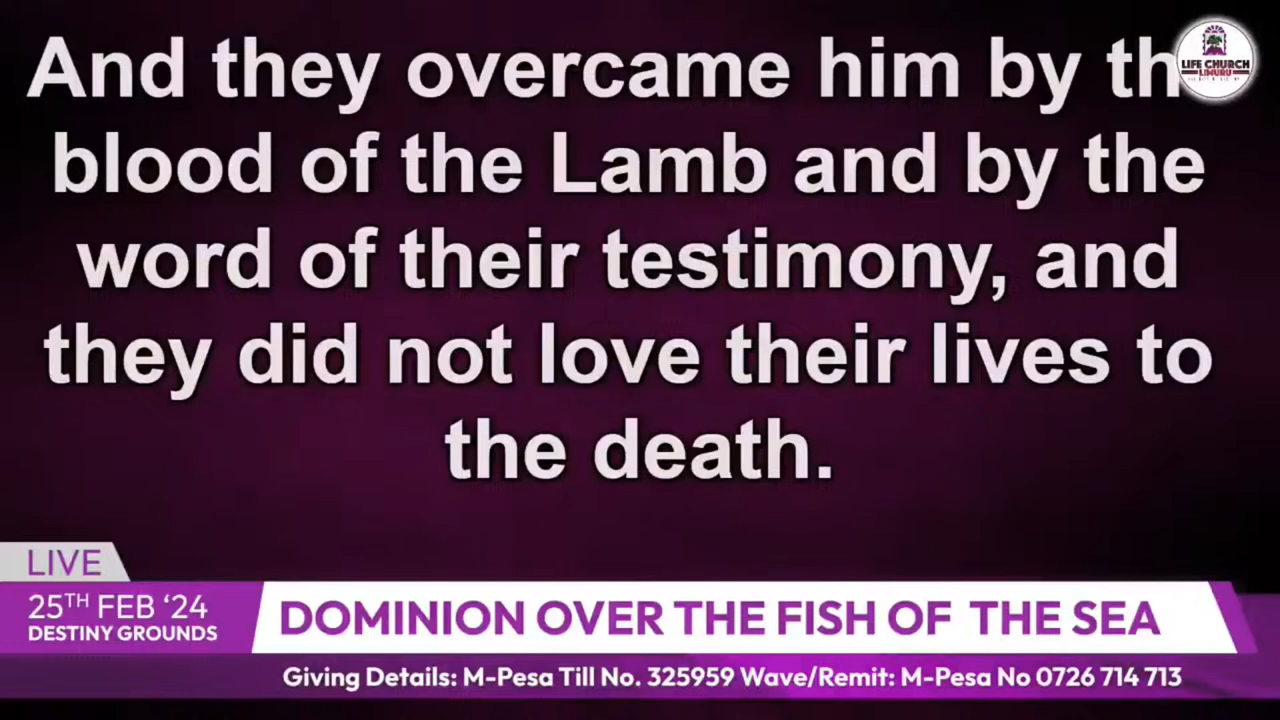 And they overcame him by th
blood of the Lamb and by the
word of their testimony, and
they did not love their lives to
the death.
LIFE CHURCH
LIMURU
LIVE
25TH FEB ‘24
DESTINY GROUNDS
DOMINION OVER THE FISH OF THE SEA
Giving Details: M-Pesa Till No. 325959 Wave/Remit: M-Pesa No 0726 714 713